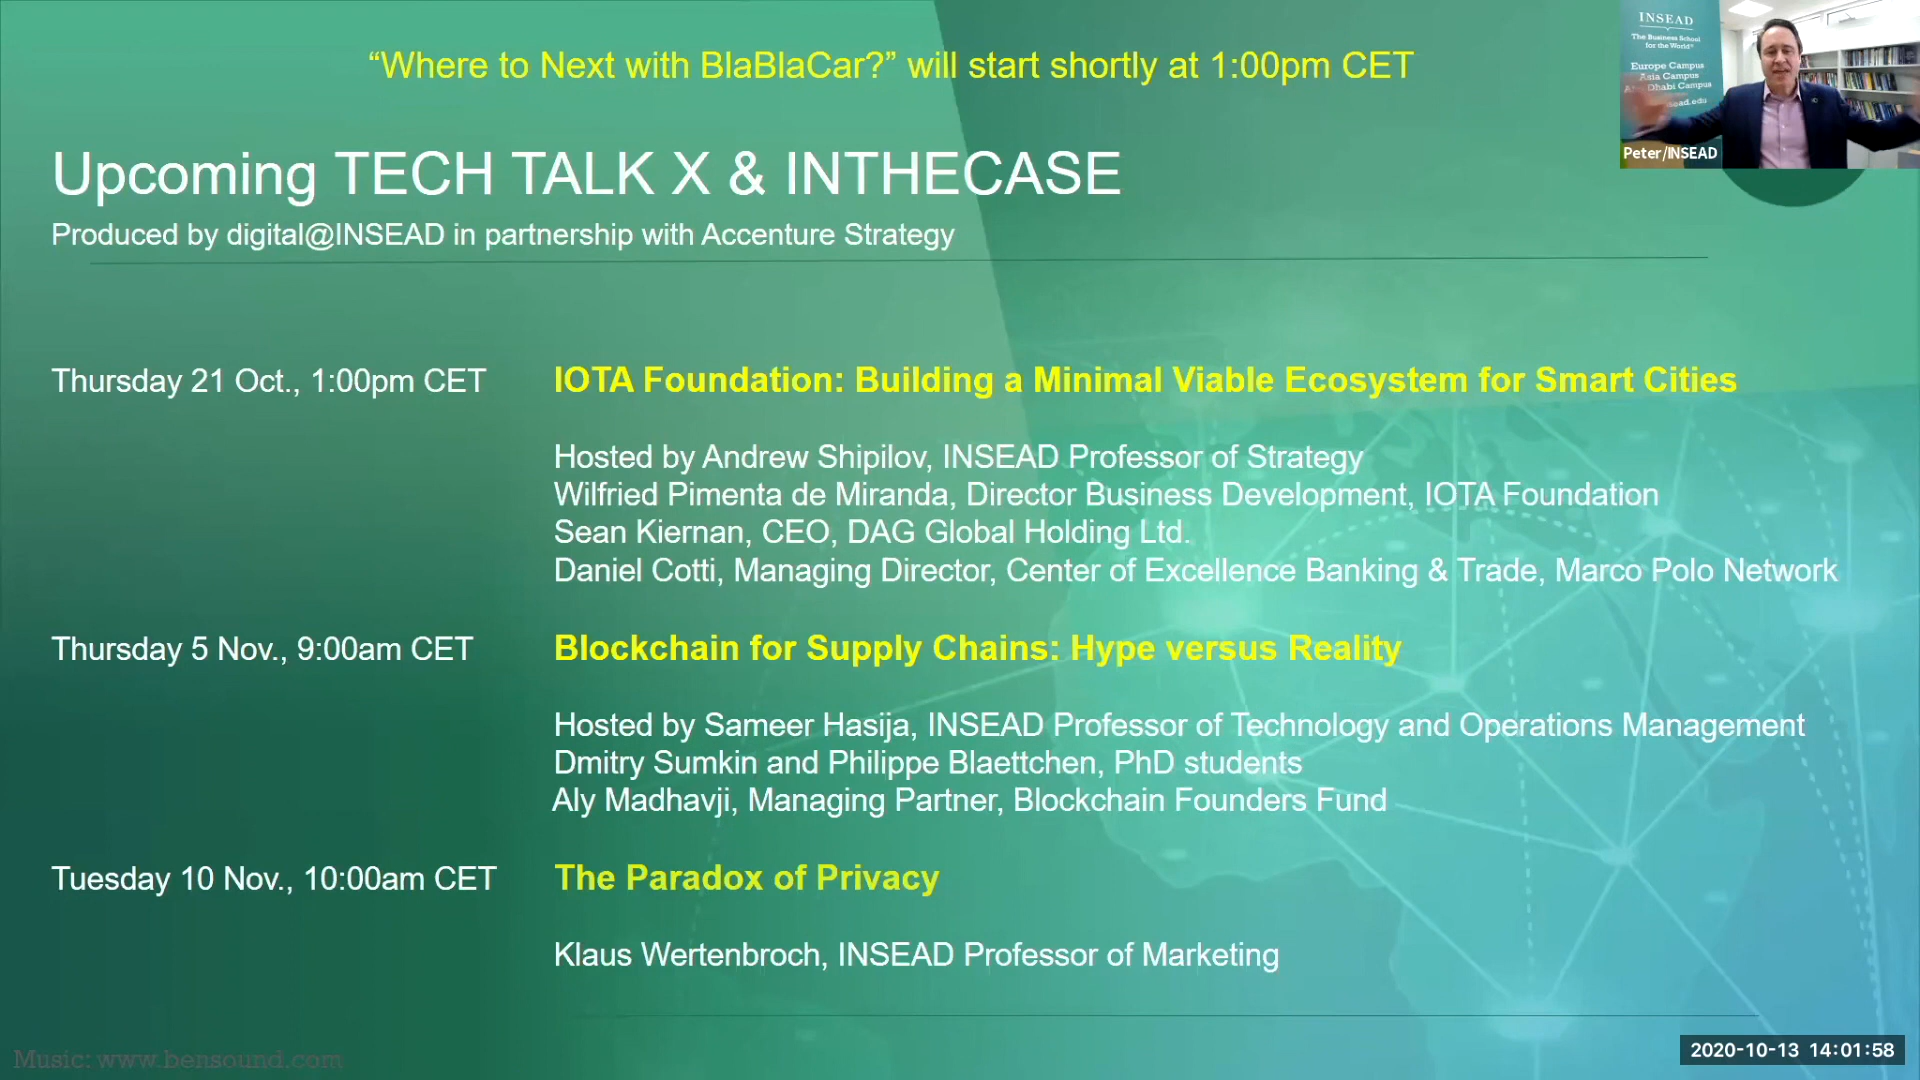 “Where to Next with BlaBlaCar?” will start shortly at 1:00pm CET
INSEAD
The Business School
for the World®
Europe Campus
Asia Campus
Abu Dhabi Campus
Peter/INSEAD
Upcoming TECH TALK X & INTHECASE
Produced by digital@INSEAD in partnership with Accenture Strategy
Thursday 21 Oct., 1:00pm CET
IOTA Foundation: Building a Minimal Viable Ecosystem for Smart Cities
Hosted by Andrew Shipilov, INSEAD Professor of Strategy
Wilfried Pimenta de Miranda, Director Business Development, IOTA Foundation
Sean Kiernan, CEO, DAG Global Holding Ltd.
Daniel Cotti, Managing Director, Center of Excellence Banking & Trade, Marco Polo Network
Thursday 5 Nov., 9:00am CET
Blockchain for Supply Chains: Hype versus Reality
Hosted by Sameer Hasija, INSEAD Professor of Technology and Operations Management
Dmitry Sumkin and Philippe Blaettchen, PhD students
Aly Madhavji, Managing Partner, Blockchain Founders Fund
Tuesday 10 Nov., 10:00am CET
The Paradox of Privacy
Klaus Wertenbroch, INSEAD Professor of Marketing
Music: www.bensound.com
2020-10-13 14:01:58